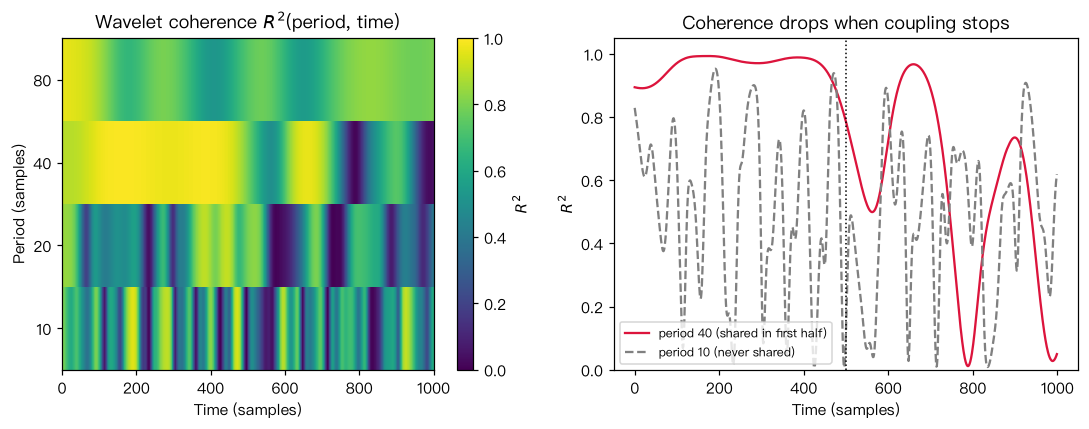 Wavelet coherence R²(period, time)
Period (samples)
80
40
20
10
0 200 400 600 800 1000
Time (samples)
1.0
0.8
0.6
0.4
0.2
0.0
R²
Coherence drops when coupling stops
R²
1.0
0.8
0.6
0.4
0.2
0.0
period 40 (shared in first half)
period 10 (never shared)
0 200 400 600 800 1000
Time (samples)